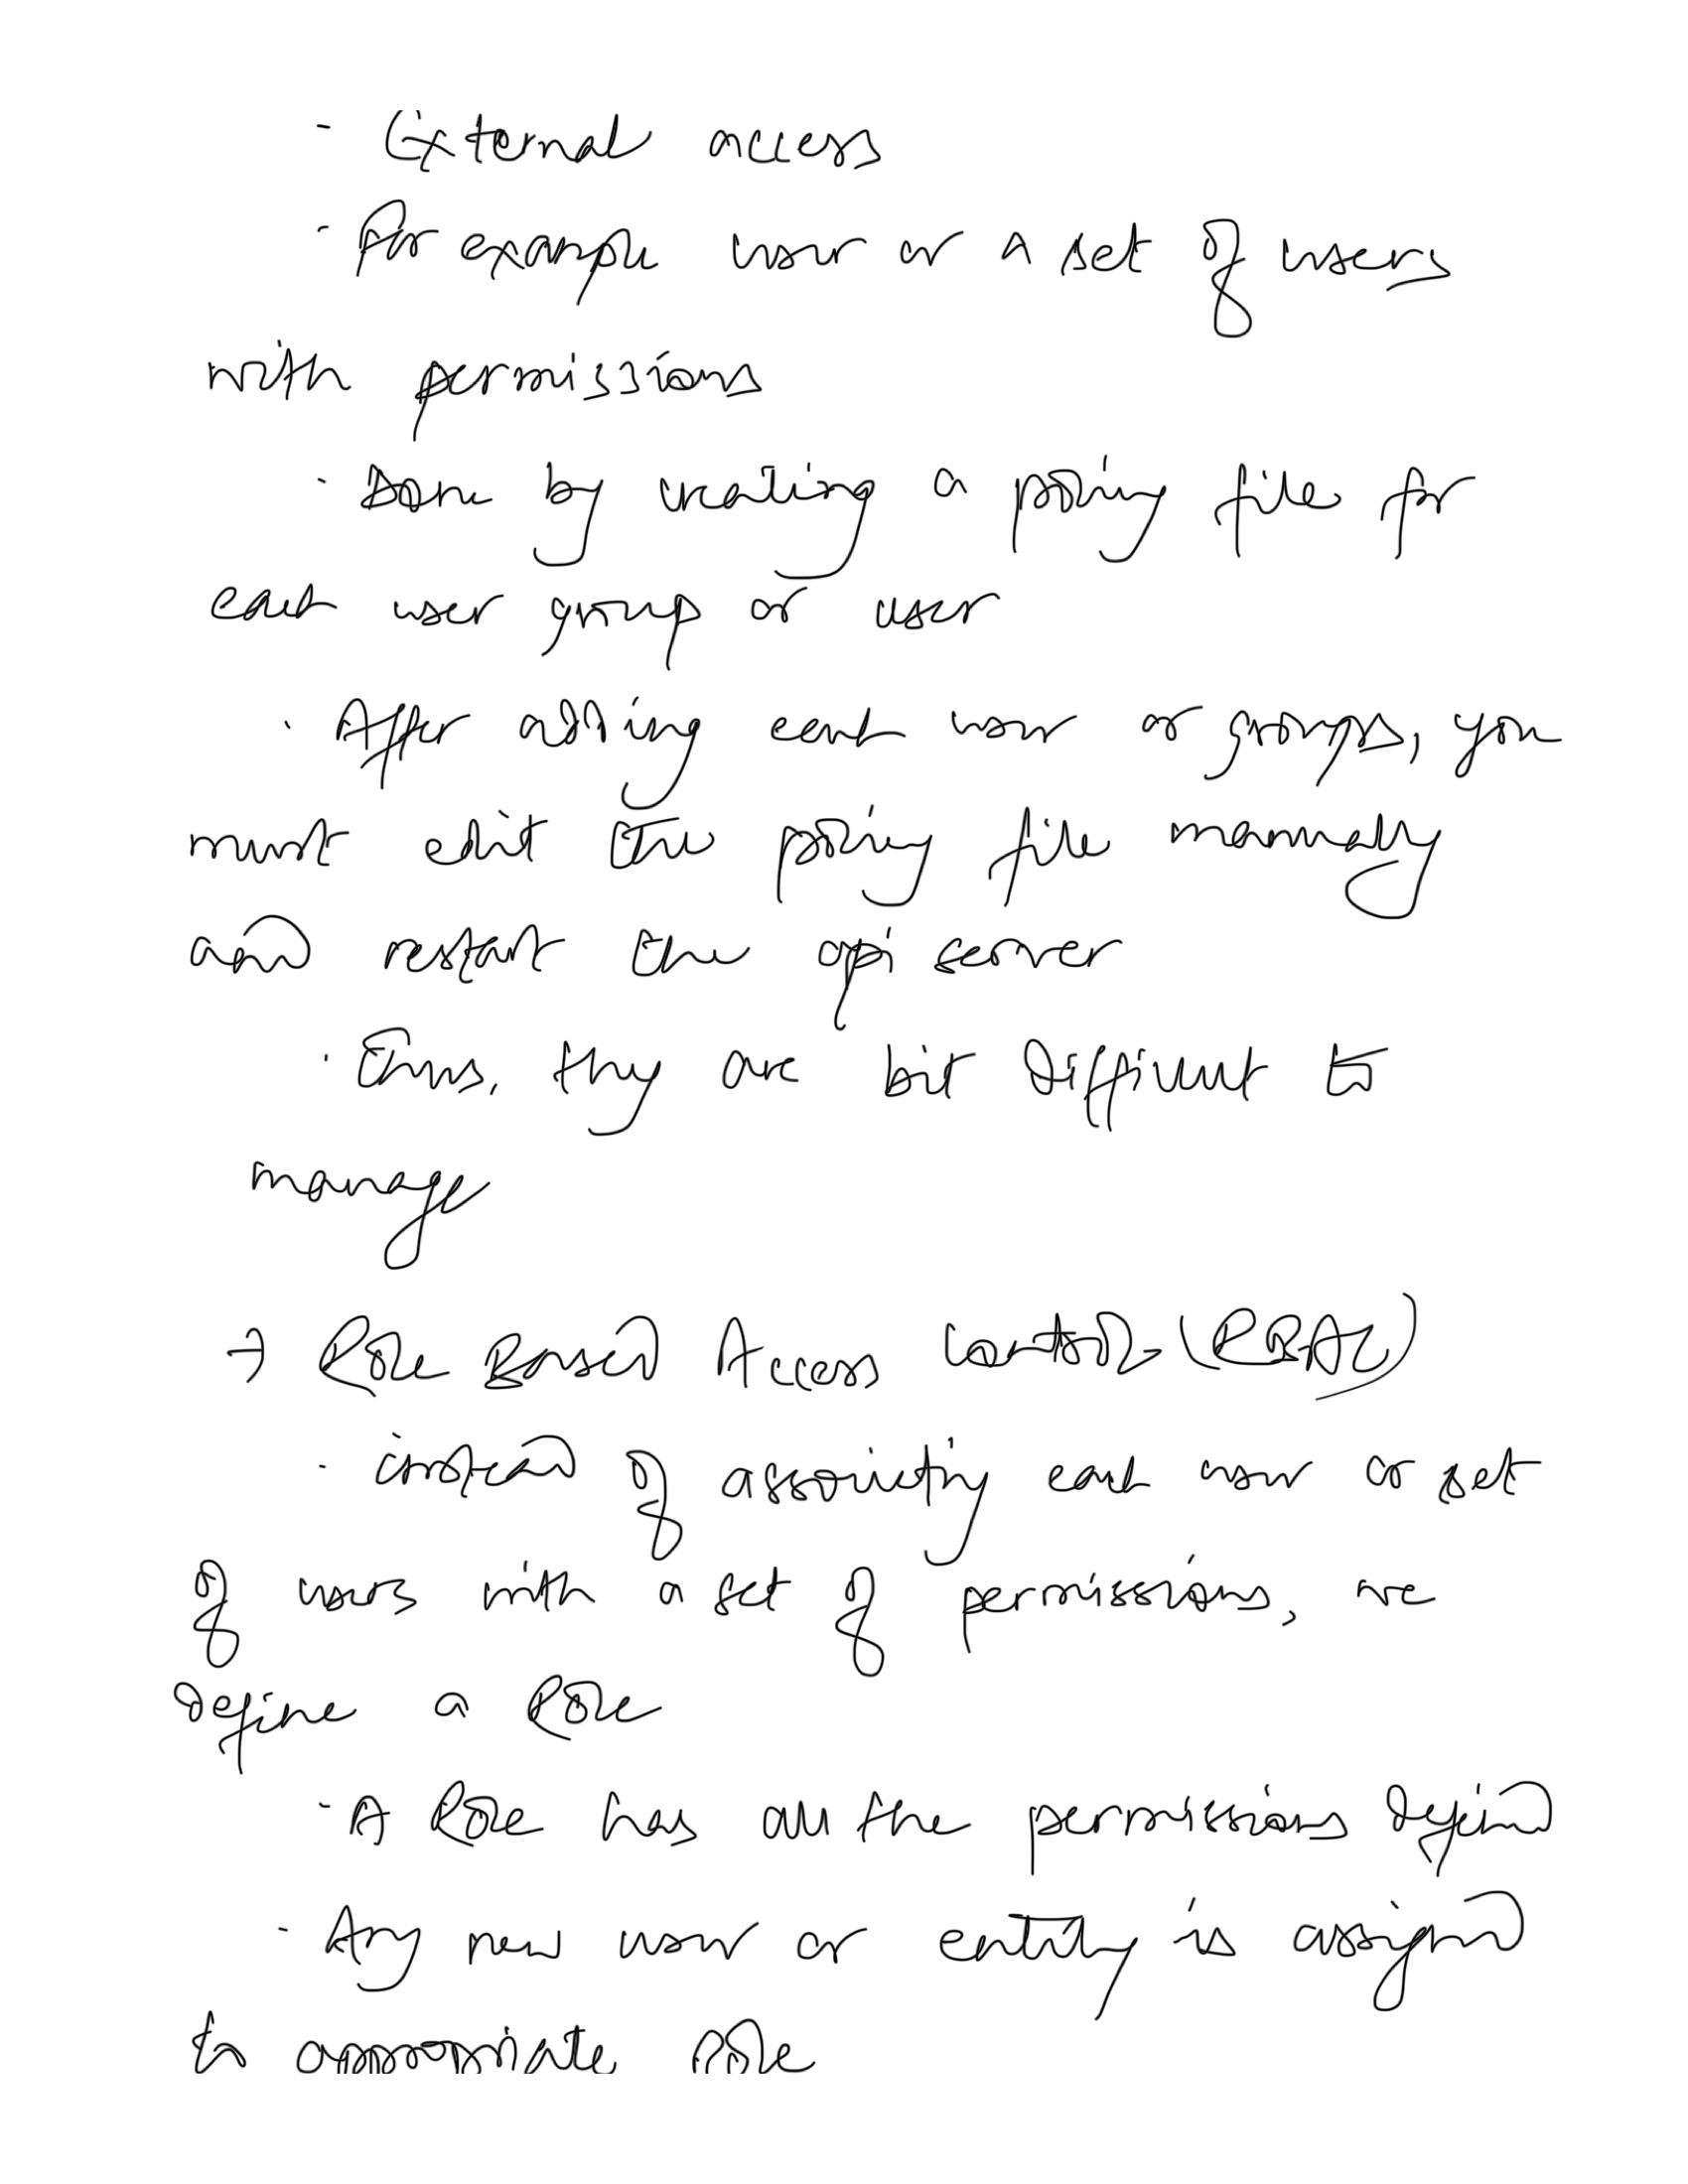 - External access
- For example user or a set of users
with permissions
- Done by creating a policy file for
each user group or user
- After adding each user or groups, you
must edit the policy file manually
and restart the api server
- Thus, they are bit difficult to
manage
→ Role Based Access Control - (RBAC)
- instead of associating each user or set
of users with a set of permissions, we
define a Role
- A Role has all the permissions defined
- Any new user or entity is assigned
to appropriate Role